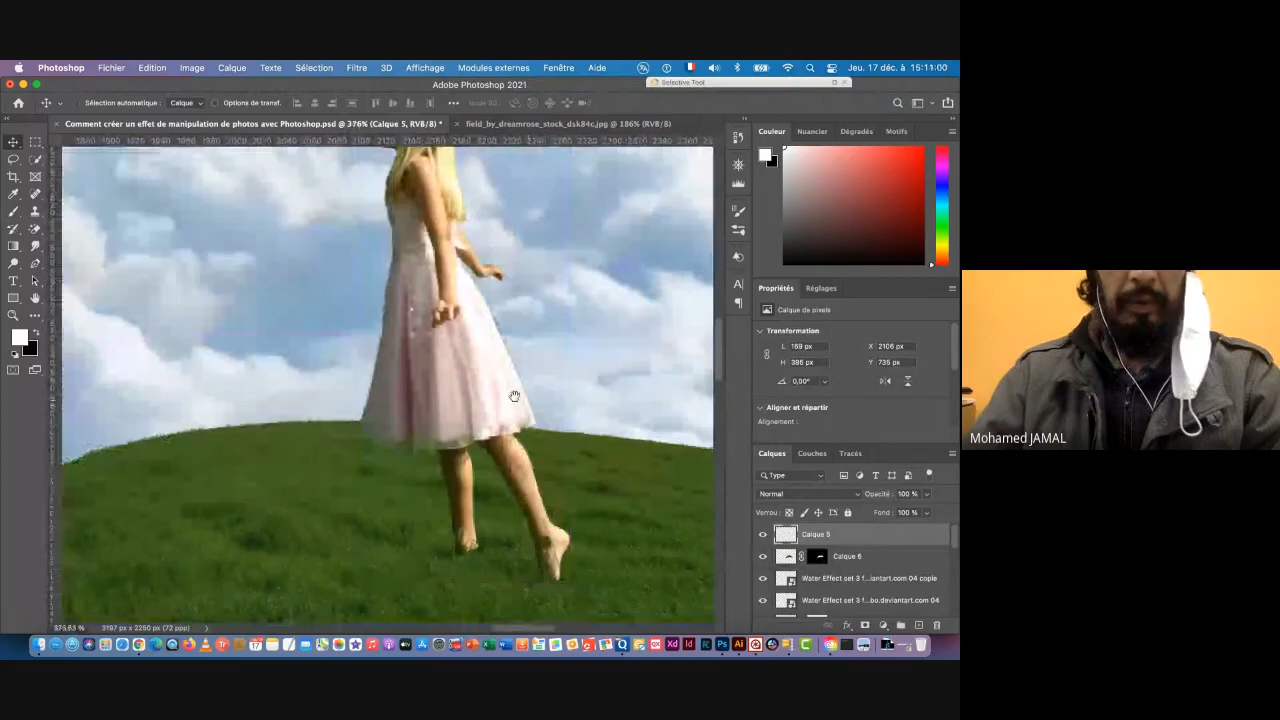 Photoshop Fichier Edition Image Calque Texte Sélection Filtre 3D Affichage Modules externes Fenêtre Aide Jeu. 17 déc. à 15:11:00
Adobe Photoshop 2021
Selective Tool
Sélection automatique : Calque Options de transf. Mode 3D :
Comment créer un effet de manipulation de photos avec Photoshop.psd @ 376% (Calque 5, RVB/8) *
field_by_dreamrose_stock_dsk84c.jpg @ 186% (RVB/8)
Couleur Nuancier Dégradés Motifs
Propriétés Réglages
Calque de pixels
Transformation
L 169 px X 2106 px
H 395 px Y 735 px
0,00°
Aligner et répartir
Alignement :
Calques Couches Tracés
Type
Normal Opacité : 100 %
Verrou : Fond : 100 %
Calque 5
Calque 6
Water Effect set 3 f...iantart.com 04 copie
Water Effect set 3 f...bo.deviantart.com 04
3197 px x 2250 px (72 ppp)
Mohamed JAMAL